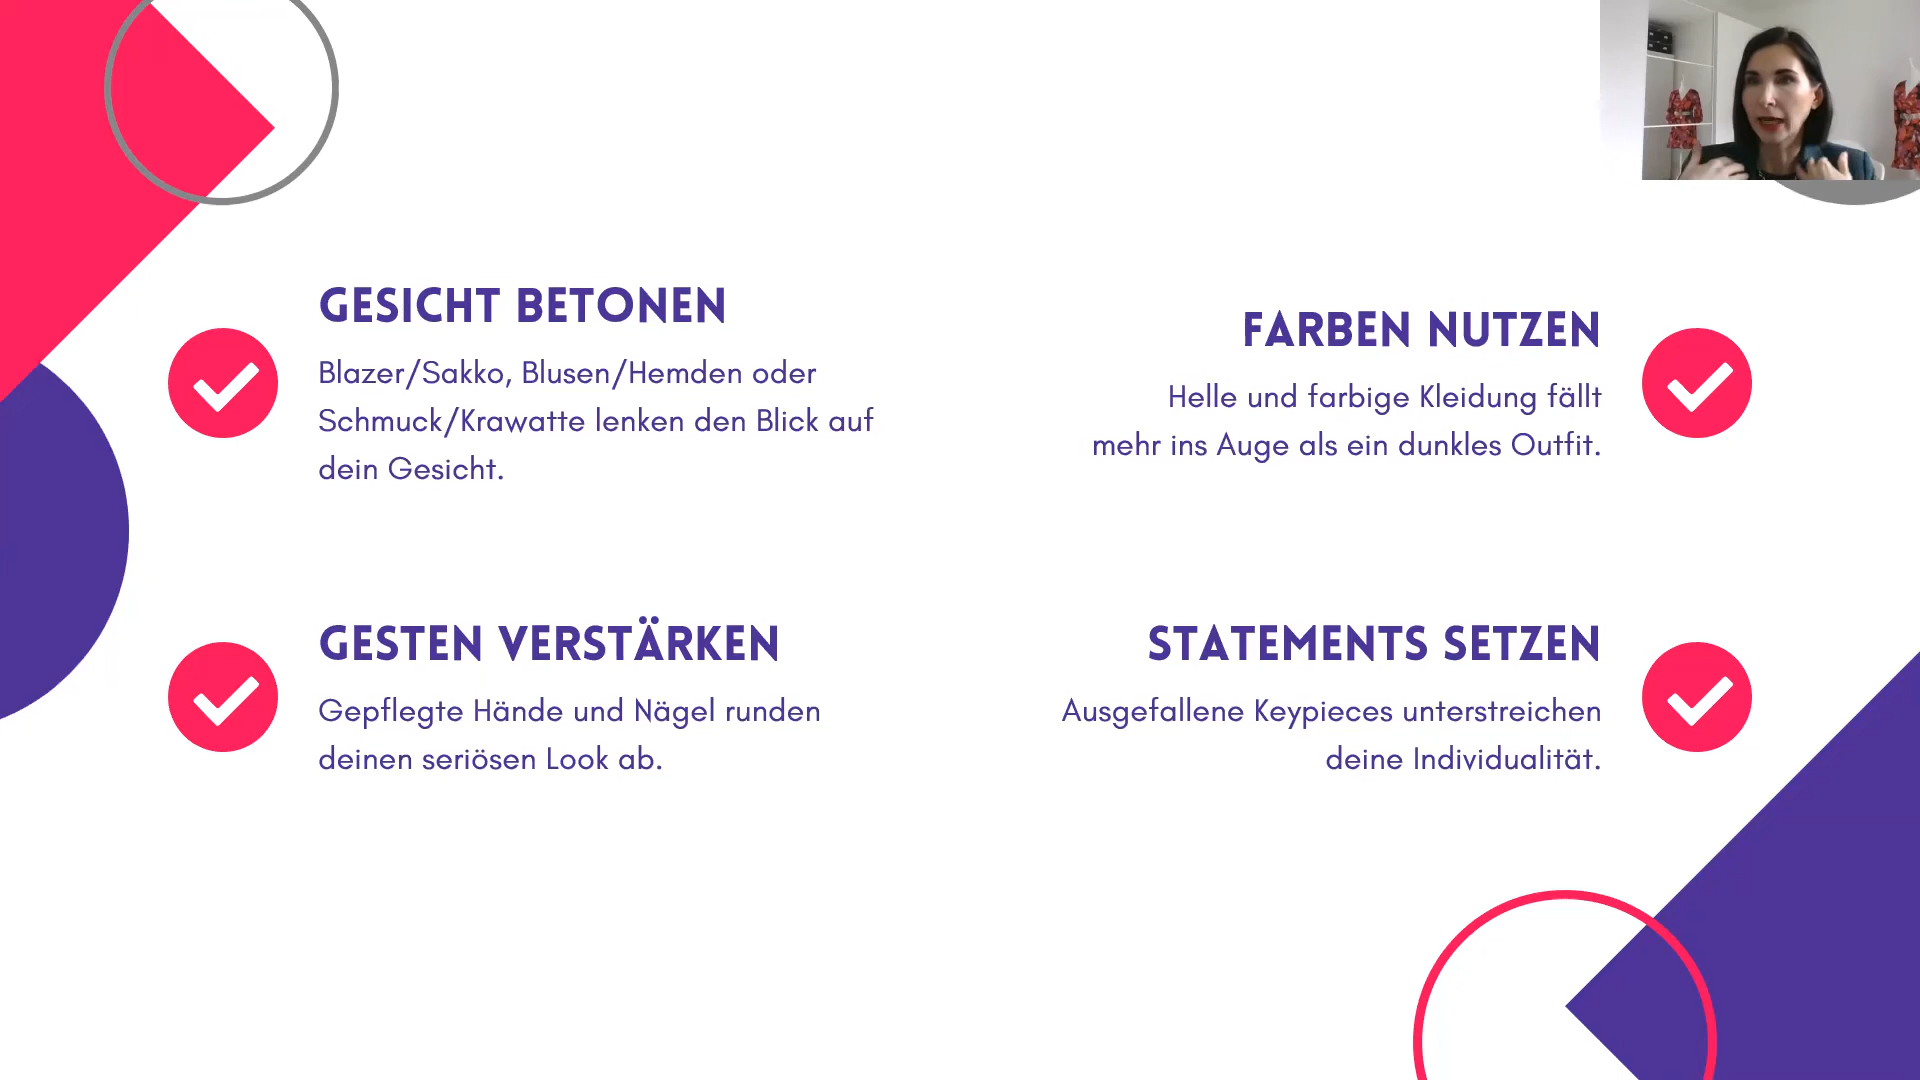 GESICHT BETONEN
Blazer/Sakko, Blusen/Hemden oder
Schmuck/Krawatte lenken den Blick auf
dein Gesicht.
FARBEN NUTZEN
Helle und farbige Kleidung fällt
mehr ins Auge als ein dunkles Outfit.
GESTEN VERSTÄRKEN
Gepflegte Hände und Nägel runden
deinen seriösen Look ab.
STATEMENTS SETZEN
Ausgefallene Keypieces unterstreichen
deine Individualität.